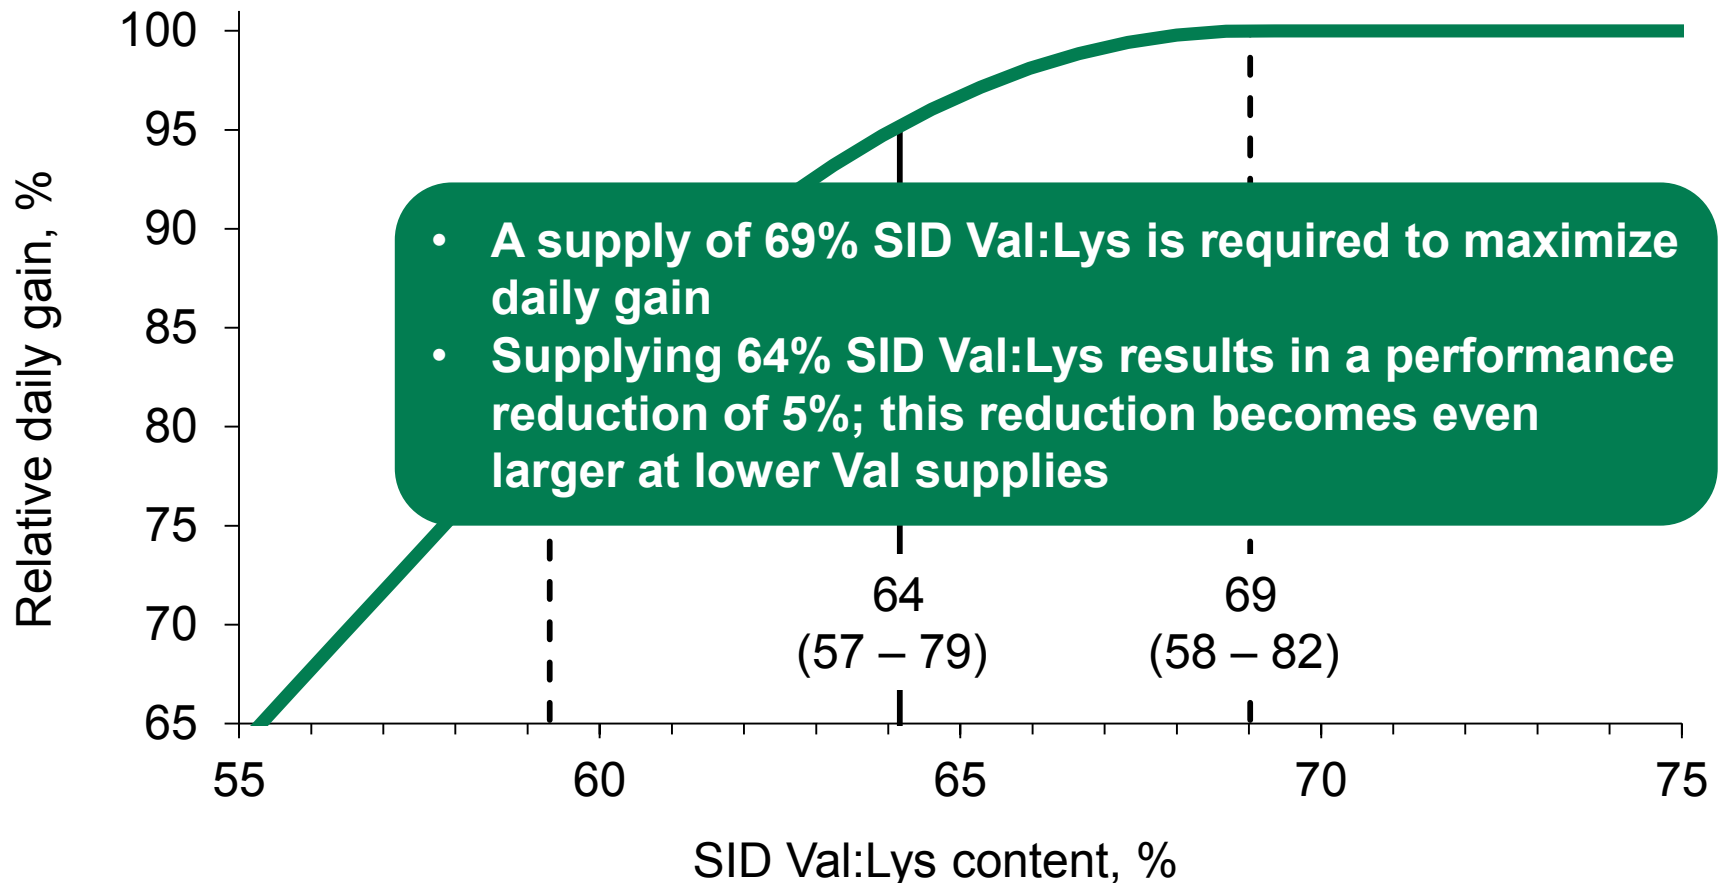 Relative daily gain, %
100
95
90
85
80
75
70
65
• A supply of 69% SID Val:Lys is required to maximize
daily gain
• Supplying 64% SID Val:Lys results in a performance
reduction of 5%; this reduction becomes even
larger at lower Val supplies
64
(57 – 79)
69
(58 – 82)
55
60
65
70
75
SID Val:Lys content, %